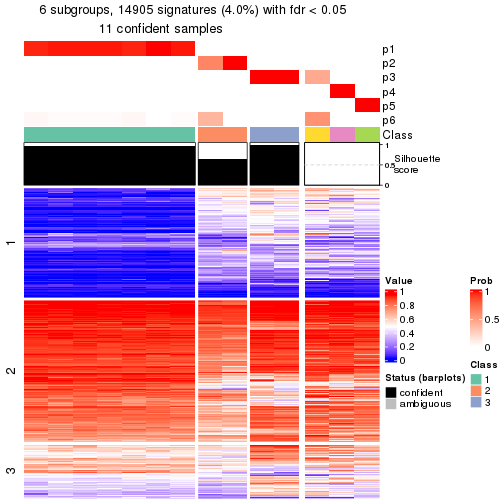 6 subgroups, 14905 signatures (4.0%) with fdr < 0.05
11 confident samples
p1
p2
p3
p4
p5
p6
Class
1
0.5
0
Silhouette
score
1
2
3
Value
1
0.8
0.6
0.4
0.2
0
Prob
1
0.5
0
Status (barplots)
confident
ambiguous
Class
1
2
3